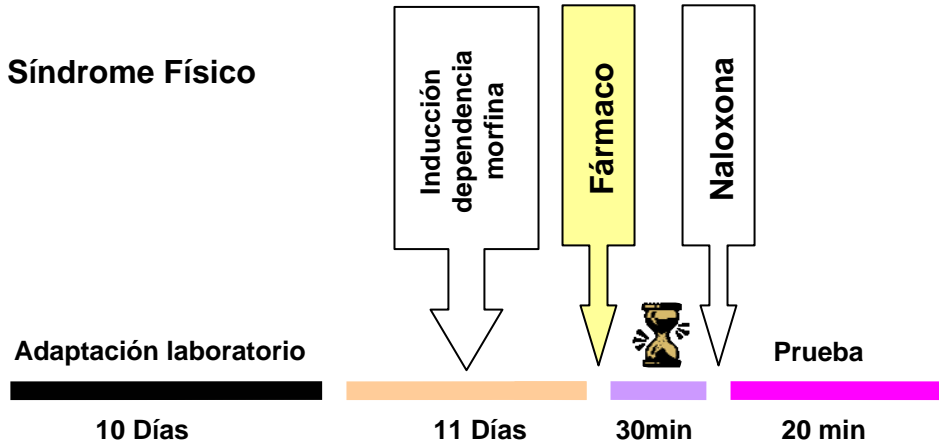 Síndrome Físico
Inducción
dependencia
morfina
Fármaco
Naloxona
Adaptación laboratorio
Prueba
10 Días
11 Días
30min
20 min